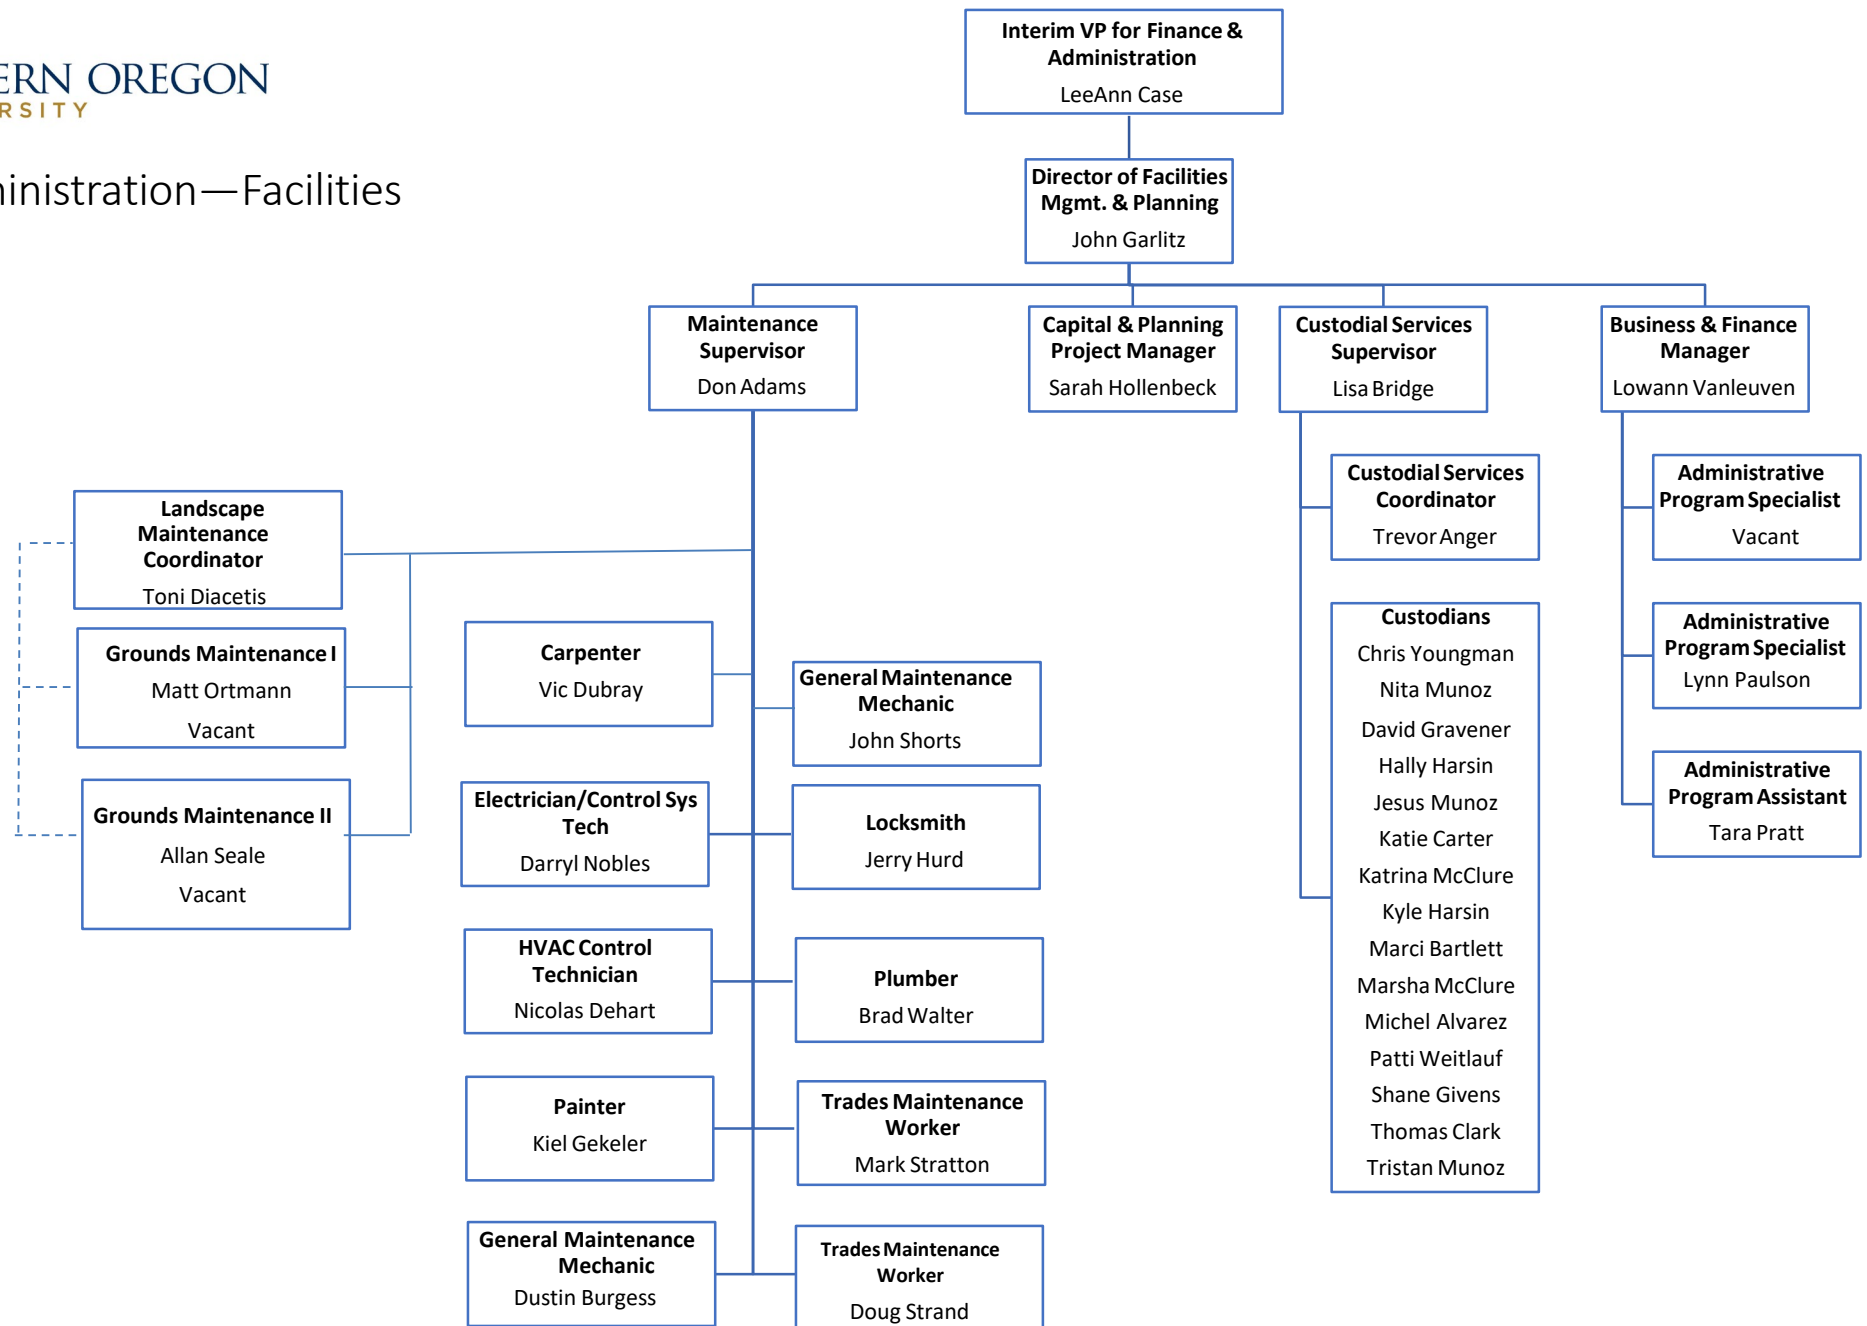 ERN OREGON
RSITY
ninistration—Facilities
Interim VP for Finance &
Administration
LeeAnn Case
Director of Facilities
Mgmt. & Planning
John Garlitz
Maintenance
Supervisor
Don Adams
Capital & Planning
Project Manager
Sarah Hollenbeck
Custodial Services
Supervisor
Lisa Bridge
Business & Finance
Manager
Lowann Vanleuven
Landscape
Maintenance
Coordinator
Toni Diacetis
Grounds Maintenance I
Matt Ortmann
Vacant
Grounds Maintenance II
Allan Seale
Vacant
Carpenter
Vic Dubray
General Maintenance
Mechanic
John Shorts
Electrician/Control Sys
Tech
Darryl Nobles
Locksmith
Jerry Hurd
HVAC Control
Technician
Nicolas Dehart
Plumber
Brad Walter
Painter
Kiel Gekeler
Trades Maintenance
Worker
Mark Stratton
General Maintenance
Mechanic
Dustin Burgess
Trades Maintenance
Worker
Doug Strand
Custodial Services
Coordinator
Trevor Anger
Custodians
Chris Youngman
Nita Munoz
David Gravener
Hally Harsin
Jesus Munoz
Katie Carter
Katrina McClure
Kyle Harsin
Marci Bartlett
Marsha McClure
Michel Alvarez
Patti Weitlauf
Shane Givens
Thomas Clark
Tristan Munoz
Administrative
Program Specialist
Vacant
Administrative
Program Specialist
Lynn Paulson
Administrative
Program Assistant
Tara Pratt